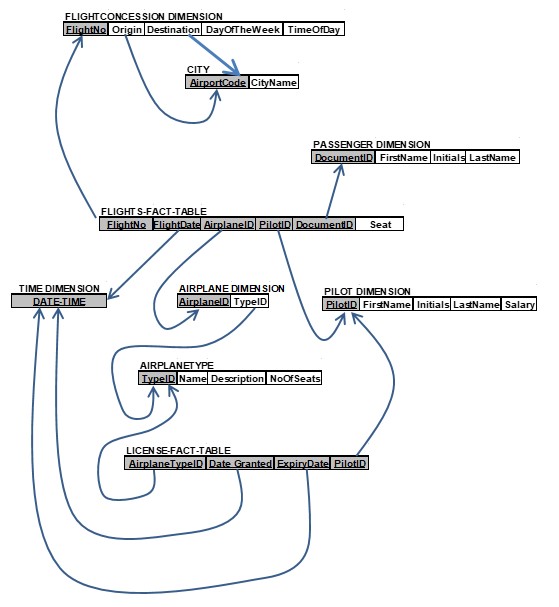 FLIGHTCONCESSION DIMENSION
FlightNo Origin Destination DayOfTheWeek TimeOfDay
CITY
AirportCode CityName
PASSENGER DIMENSION
DocumentID FirstName Initials LastName
FLIGHTS-FACT-TABLE
FlightNo FlightDate AirplaneID PilotID DocumentID Seat
TIME DIMENSION
DATE-TIME
AIRPLANE DIMENSION
AirplaneID TypeID
PILOT DIMENSION
PilotID FirstName Initials LastName Salary
AIRPLANETYPE
TypeID Name Description NoOfSeats
LICENSE-FACT-TABLE
AirplaneTypeID Date Granted ExpiryDate PilotID